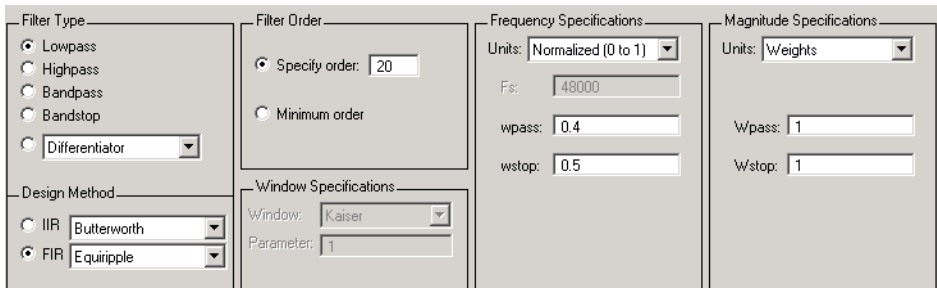 Filter Type
Lowpass
Highpass
Bandpass
Bandstop
Differentiator
Design Method
IIR Butterworth
FIR Equiripple
Filter Order
Specify order: 20
Minimum order
Window Specifications
Window: Kaiser
Parameter: 1
Frequency Specifications
Units: Normalized (0 to 1)
Fs: 48000
wpass: 0.4
wstop: 0.5
Magnitude Specifications
Units: Weights
Wpass: 1
Wstop: 1